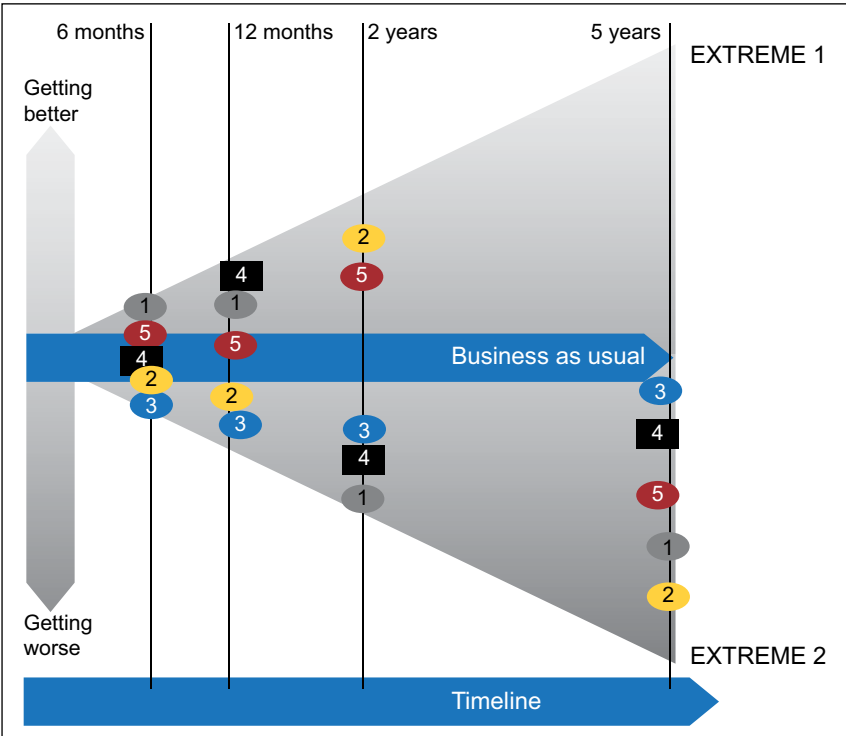 6 months
12 months
2 years
5 years
EXTREME 1
Getting
better
2
4
5
1
1
5
5
4
Business as usual
2
3
2
3
3
3
4
4
5
1
1
2
Getting
worse
EXTREME 2
Timeline